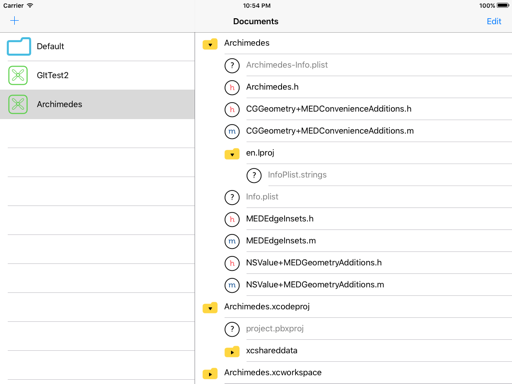 Carrier 10:54 PM 100%
+ Documents Edit
Default
GItTest2
Archimedes
Archimedes
? Archimedes-Info.plist
h Archimedes.h
h CGGeometry+MEDConvenienceAdditions.h
m CGGeometry+MEDConvenienceAdditions.m
en.lproj
? InfoPlist.strings
? Info.plist
h MEDEdgeInsets.h
m MEDEdgeInsets.m
h NSValue+MEDGeometryAdditions.h
m NSValue+MEDGeometryAdditions.m
Archimedes.xcodeproj
? project.pbxproj
xcshareddata
Archimedes.xcworkspace